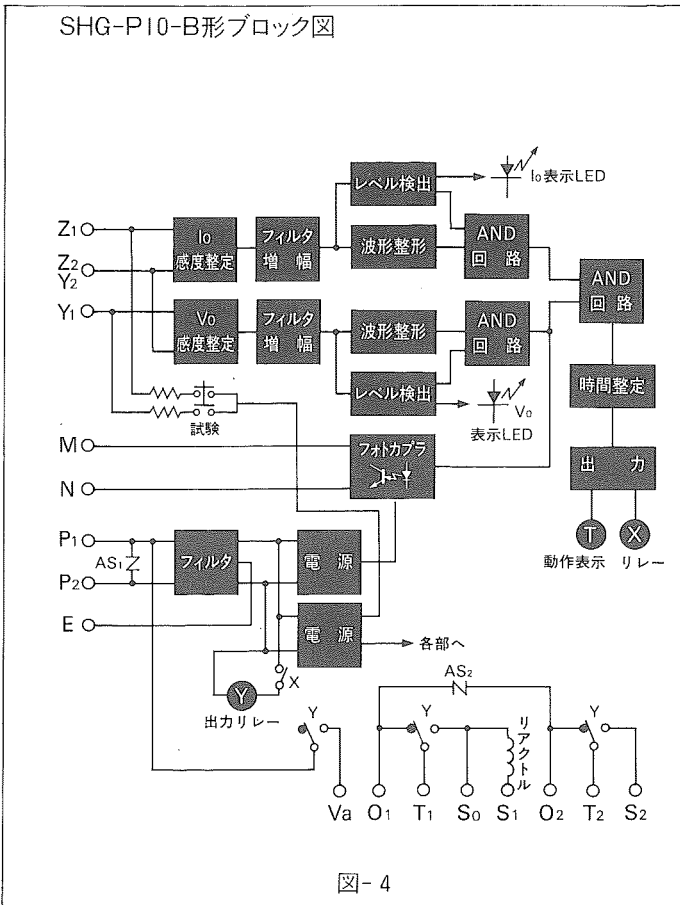 SHG-P10-B形ブロック図
レベル検出
I₀表示LED
Z₁
I₀
感度整定
フィルタ
増 幅
波形整形
AND
回 路
Z₂
Y₂
AND
回 路
Y₁
V₀
感度整定
フィルタ
増 幅
波形整形
AND
回 路
レベル検出
V₀
表示LED
時間整定
試験
M
フォトカプラ
N
出 力
T
X
動作表示
リレー
P₁
AS₁
フィルタ
電 源
P₂
E
電 源
各部へ
X
Y
出力リレー
AS₂
Y
Y
リアクトル
Y
Va
O₁
T₁
S₀
S₁
O₂
T₂
S₂
図-4